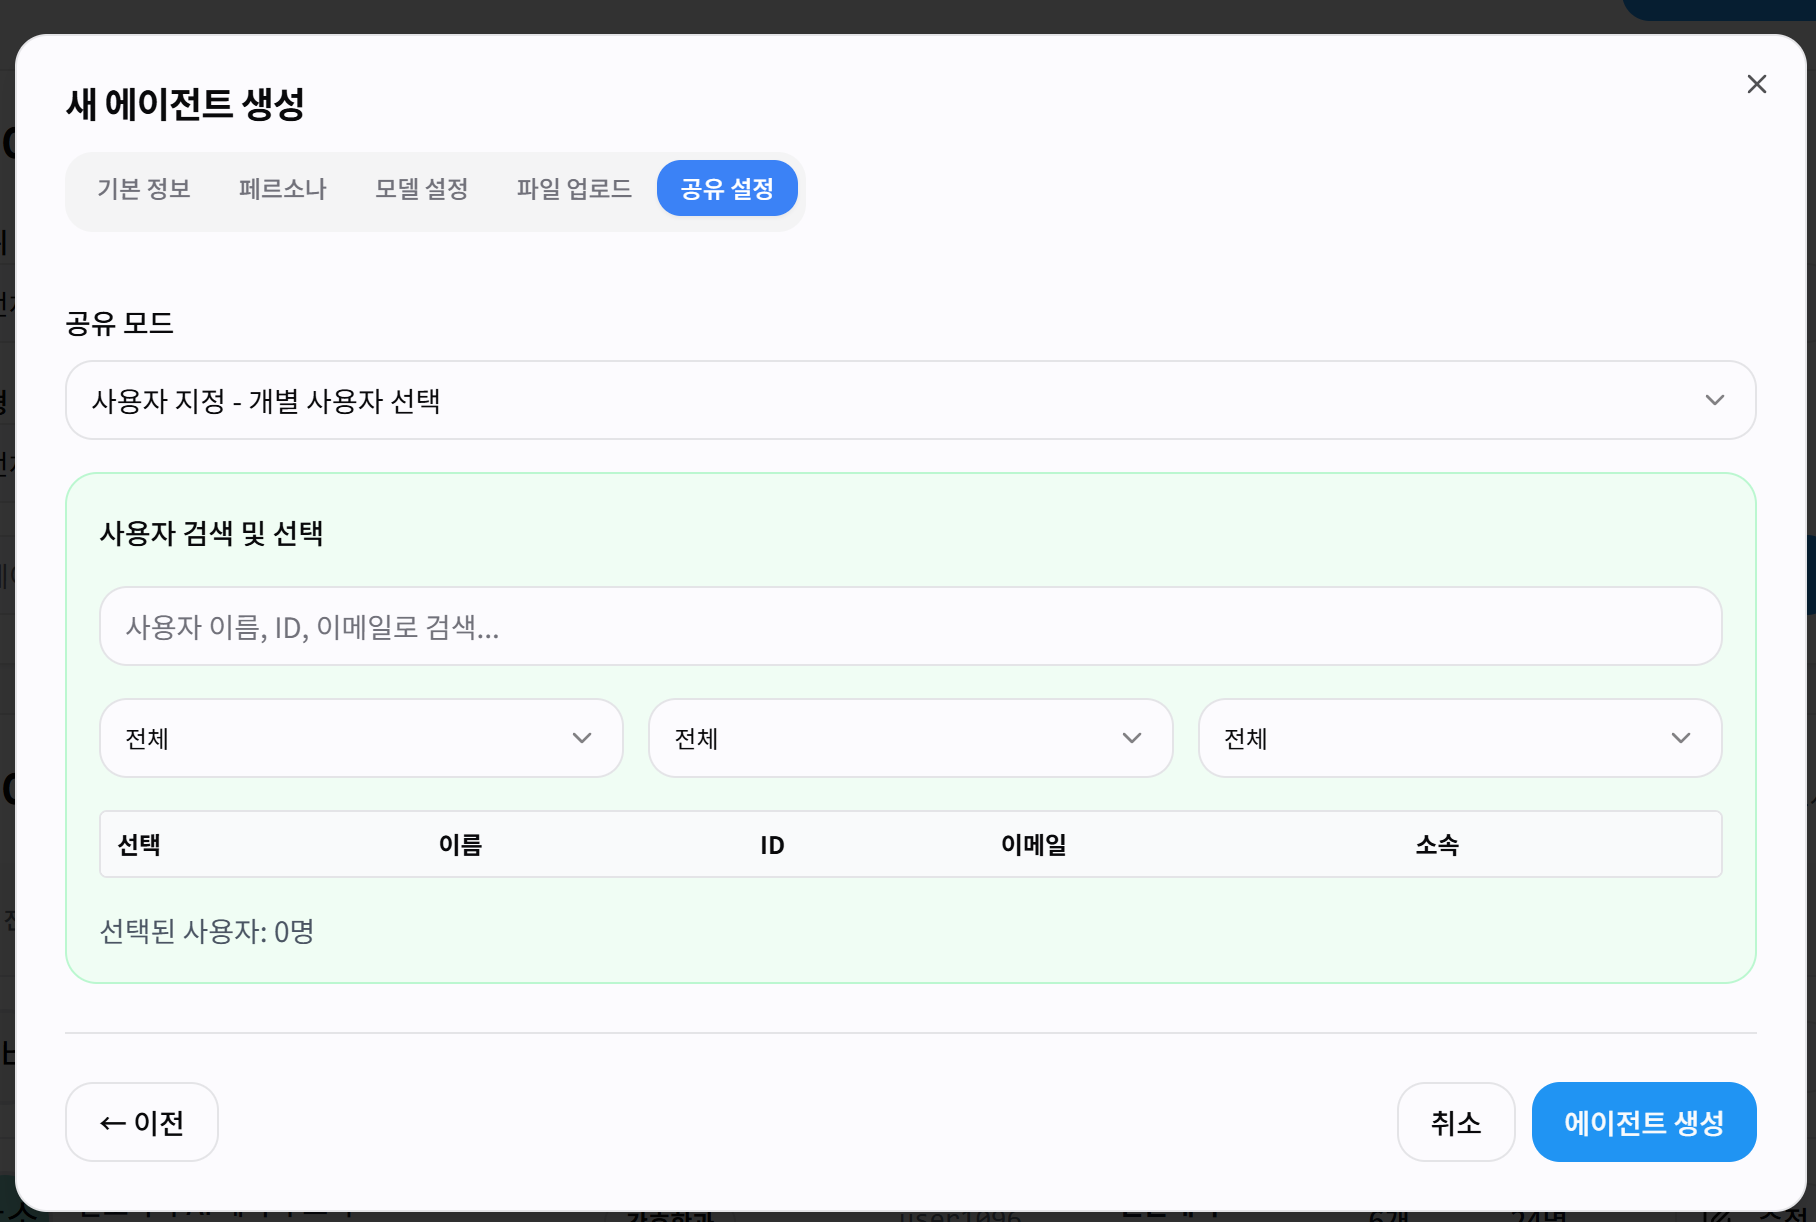 새 에이전트 생성
기본 정보 페르소나 모델 설정 파일 업로드 공유 설정
공유 모드
사용자 지정 - 개별 사용자 선택
사용자 검색 및 선택
사용자 이름, ID, 이메일로 검색...
전체 전체 전체
선택 이름 ID 이메일 소속
선택된 사용자: 0명
← 이전 취소 에이전트 생성
user1096